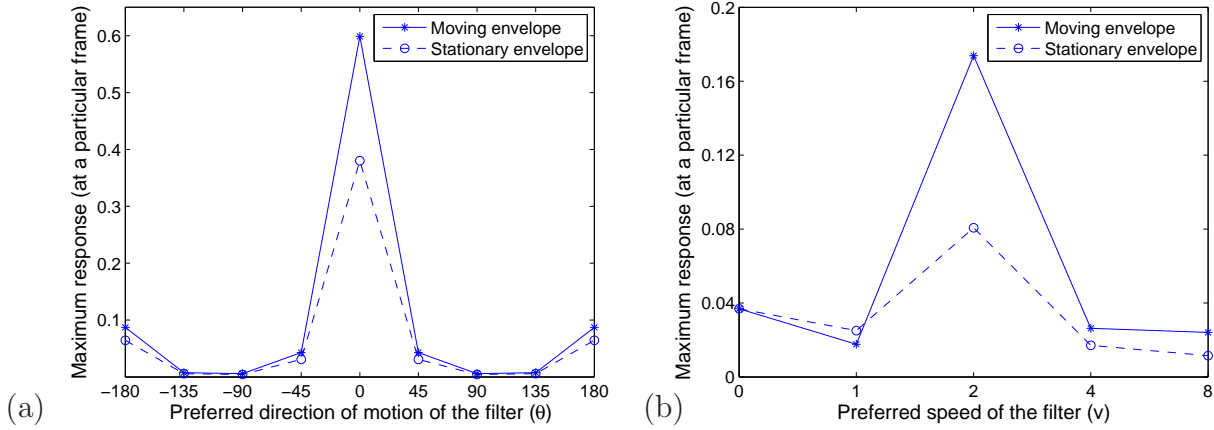 (a)
Maximum response (at a particular frame)
0.6
0.5
0.4
0.3
0.2
0.1
−180 −135 −90 −45 0 45 90 135 180
Preferred direction of motion of the filter (θ)
Moving envelope
Stationary envelope
(b)
Maximum response (at a particular frame)
0.2
0.16
0.12
0.08
0.04
0
0 1 2 4 8
Preferred speed of the filter (v)
Moving envelope
Stationary envelope